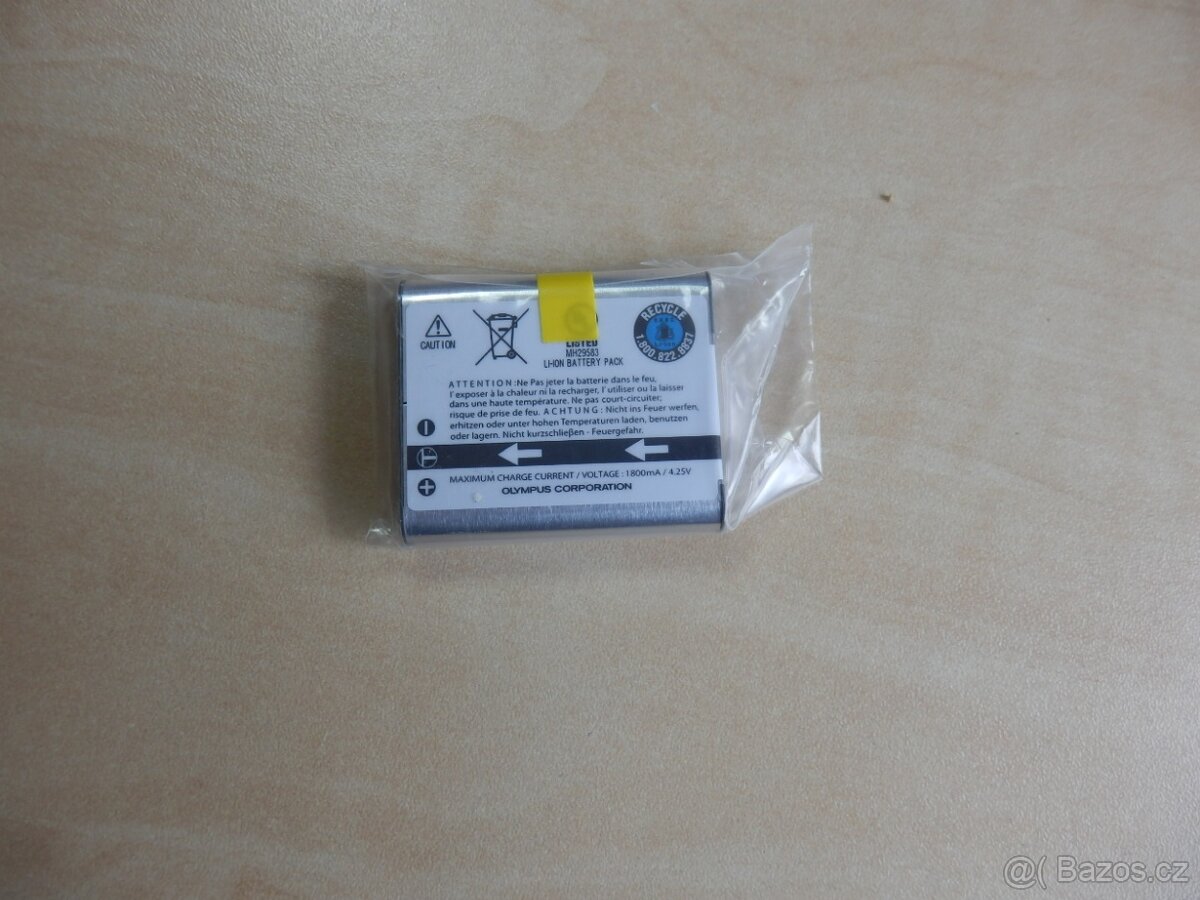 CAUTION
LISTED
MH29583
LI-ION BATTERY PACK
RECYCLE
1.800.822.8837
ATTENTION :Ne Pas jeter la batterie dans le feu,
l'exposer à la chaleur ni la recharger, l'utiliser ou la laisser
dans une haute température. Ne pas court-circuiter;
risque de prise de feu. ACHTUNG : Nicht ins Feuer werfen,
erhitzen oder unter hohen Temperaturen laden, benutzen
oder lagern. Nicht kurzschließen - Feuergefahr.
MAXIMUM CHARGE CURRENT / VOLTAGE : 1800mA / 4.25V
OLYMPUS CORPORATION
@( Bazos.cz